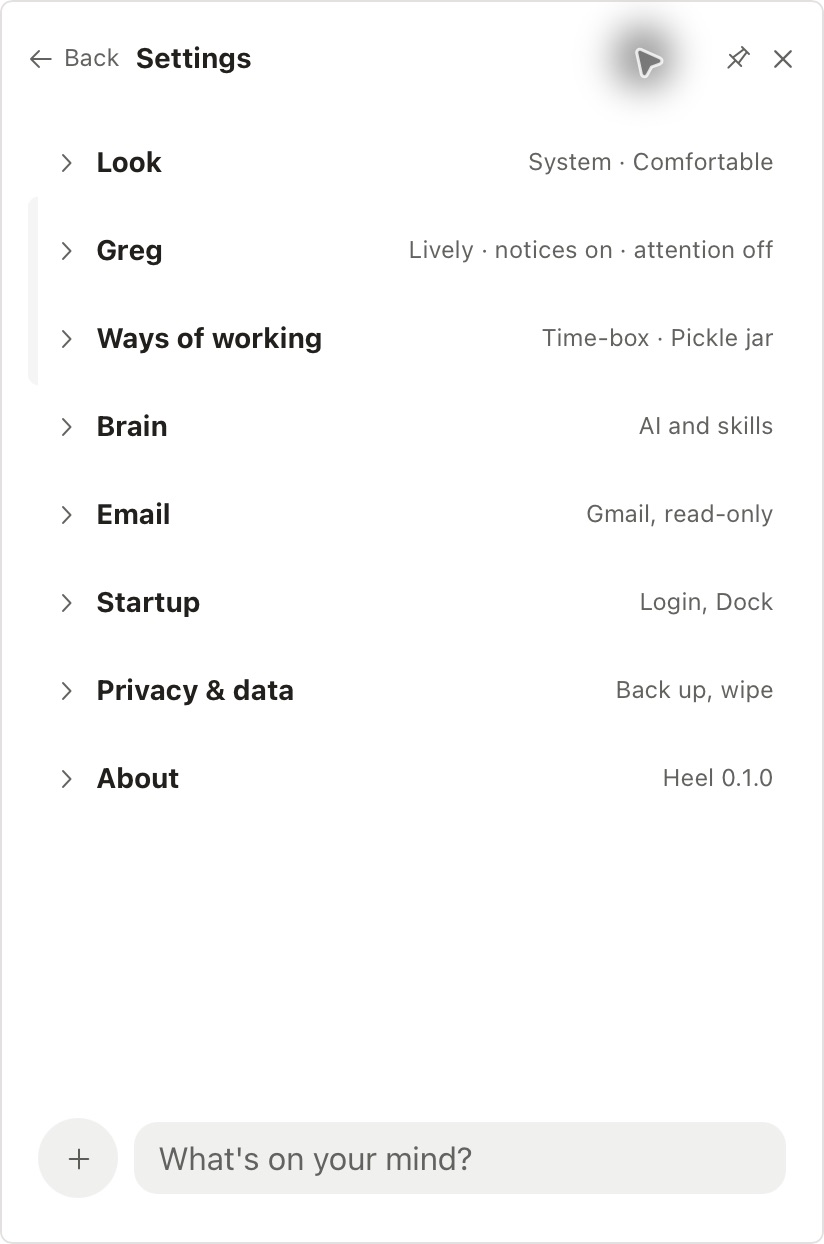 Back Settings
Look System · Comfortable
Greg Lively · notices on · attention off
Ways of working Time-box · Pickle jar
Brain AI and skills
Email Gmail, read-only
Startup Login, Dock
Privacy & data Back up, wipe
About Heel 0.1.0
What's on your mind?